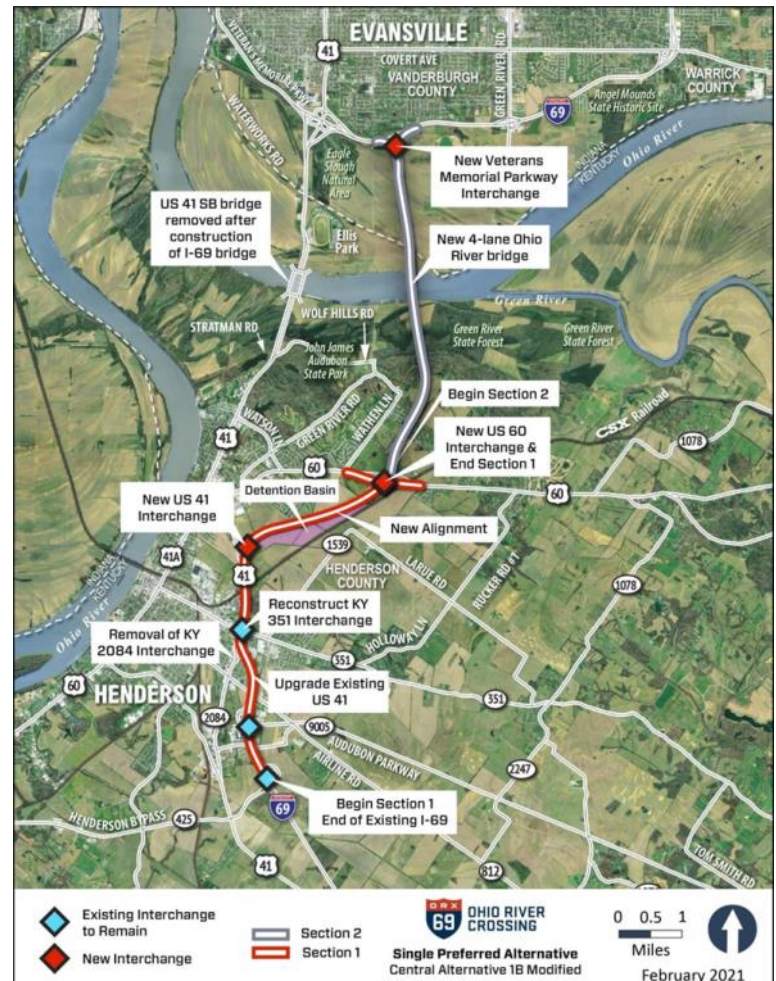 EVANSVILLE
41
VETERANS MEMORIAL PKWY
COVERT AVE
VANDERBURGH
COUNTY
GREEN RIVER RD
WARRICK
COUNTY
Angel Mounds
State Historic Site
69
WATERWORKS RD
Eagle
Slough
Natural
Area
New Veterans
Memorial Parkway
Interchange
INDIANA
KENTUCKY
Ohio River
US 41 SB bridge
removed after
construction
of I-69 bridge
Ellis
Park
New 4-lane Ohio
River bridge
Green River
STRATMAN RD
WOLF HILLS RD
John James
Audubon
State Park
Green River
State Forest
Green River
State Forest
Begin Section 2
WATSON LN
GREEN RIVER RD
WATHEN LN
41
60
New US 60
Interchange &
End Section 1
CSX Railroad
1078
60
Detention Basin
New US 41
Interchange
New Alignment
1539
41A
41
HENDERSON
COUNTY
LARUE RD
RUCKER RD #1
1078
INDIANA
KENTUCKY
Ohio River
Reconstruct KY
351 Interchange
Removal of KY
2084 Interchange
HOLLOWAY LN
351
351
60
HENDERSON
Upgrade Existing
US 41
2084
9005
AUDUBON PARKWAY
AIRLINE RD
2247
Begin Section 1
End of Existing I-69
69
HENDERSON BYPASS
425
41
812
TOM SMITH RD
Existing Interchange
to Remain
New Interchange
Section 2
Section 1
ORX
69
OHIO RIVER
CROSSING
Single Preferred Alternative
Central Alternative 1B Modified
0 0.5 1
Miles
February 2021